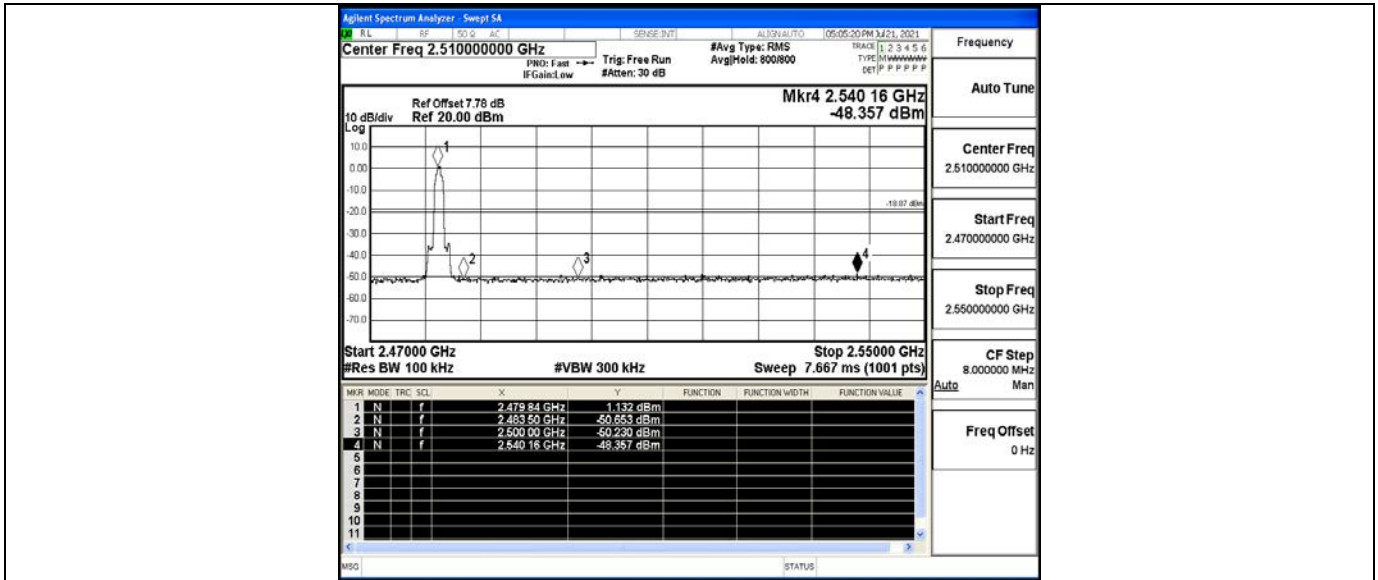 Agilent Spectrum Analyzer - Swept SA
RL RF 50 Ω AC SENSE:INT ALIGNAUTO 05:05:20 PM Jul 21, 2021
Center Freq 2.510000000 GHz
PNO: Fast
IFGain:Low
Trig: Free Run
#Atten: 30 dB
#Avg Type: RMS
Avg|Hold: 800/800
TRACE 1 2 3 4 5 6
TYPE M W W W W W
DET P P P P P P
Mkr4 2.540 16 GHz
-48.357 dBm
Ref Offset 7.78 dB
10 dB/div Ref 20.00 dBm
Log
10.0
0.00
-10.0
-20.0
-30.0
-40.0
-50.0
-60.0
-70.0
1
2
3
4
-18.87 dBm
Start 2.47000 GHz Stop 2.55000 GHz
#Res BW 100 kHz #VBW 300 kHz Sweep 7.667 ms (1001 pts)
MKR MODE TRC SCL X Y FUNCTION FUNCTION WIDTH FUNCTION VALUE
1 N f 2.479 84 GHz 1.132 dBm
2 N f 2.483 50 GHz -50.653 dBm
3 N f 2.500 00 GHz -50.230 dBm
4 N f 2.540 16 GHz -48.357 dBm
5
6
7
8
9
10
11
MSG STATUS
Frequency
Auto Tune
Center Freq
2.510000000 GHz
Start Freq
2.470000000 GHz
Stop Freq
2.550000000 GHz
CF Step
8.000000 MHz
Auto Man
Freq Offset
0 Hz